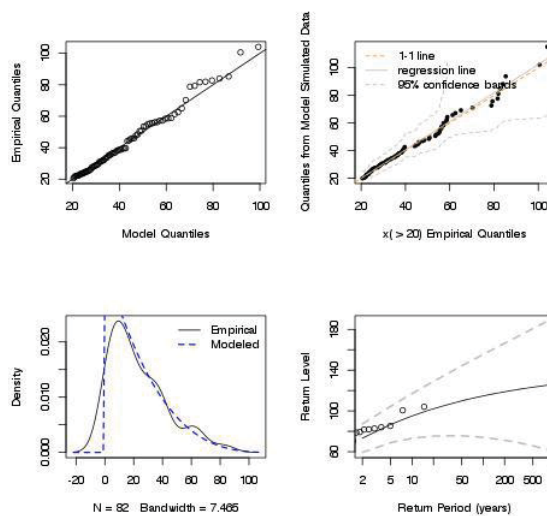 Empirical Quantiles
100
80
60
40
20
20 40 60 80 100
Model Quantiles
Quantiles from Model Simulated Data
100
80
60
40
20
1-1 line
regression line
95% confidence bands
20 40 60 80 100
x( > 20) Empirical Quantiles
Density
0.020
0.010
0.000
Empirical
Modeled
-20 0 20 40 60 80 100
N = 82 Bandwidth = 7.465
Return Level
180
140
100
60
2 5 10 50 200 500
Return Period (years)